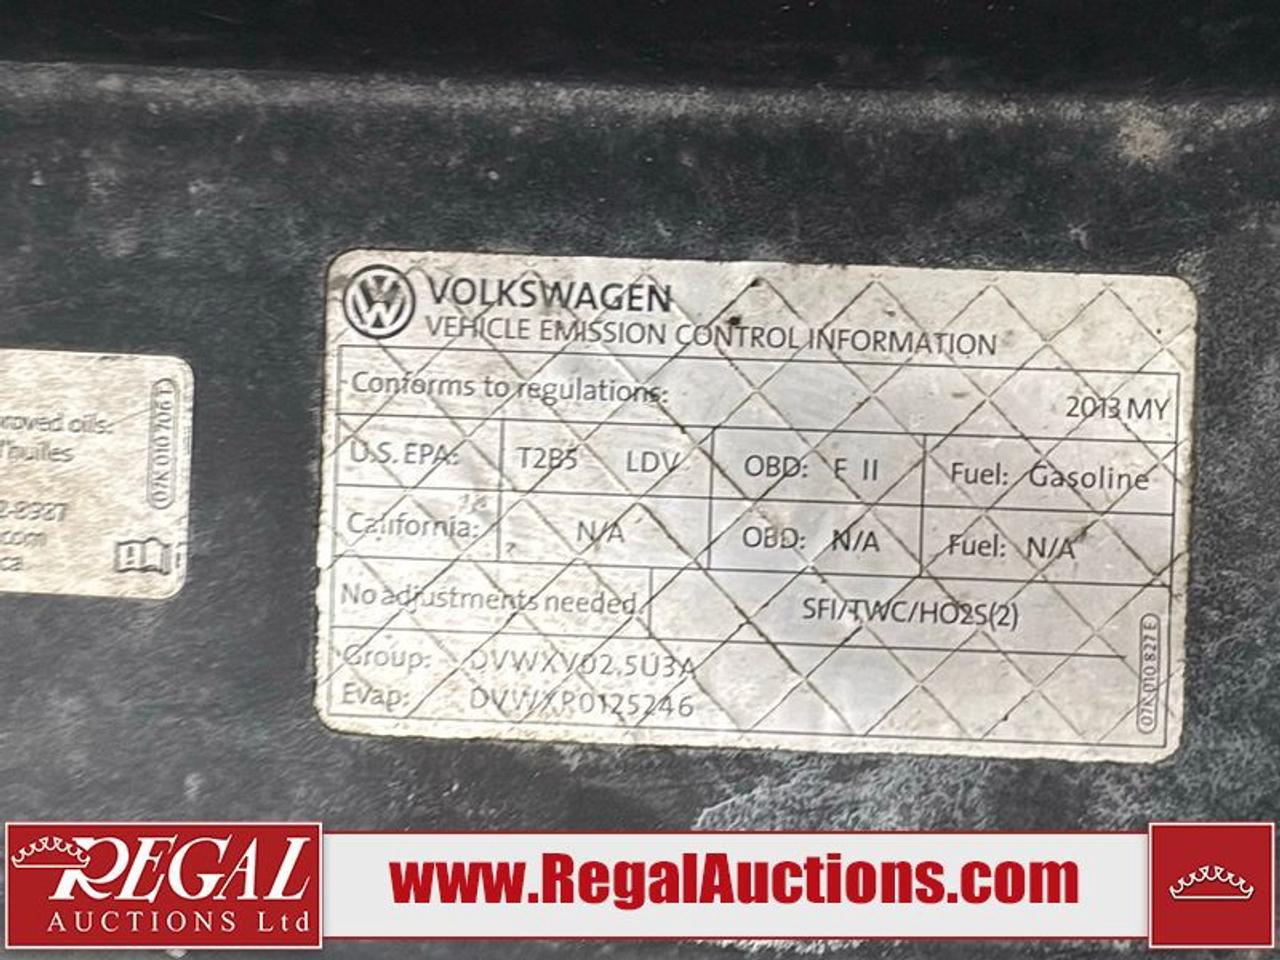 VOLKSWAGEN
VEHICLE EMISSION CONTROL INFORMATION
Conforms to regulations: 2013 MY
U.S. EPA: T2B5 LDV OBD: F II Fuel: Gasoline
California: N/A OBD: N/A Fuel: N/A
No adjustments needed. SFI/TWC/HO2S(2)
Group: DVWXV02.5U3A
Evap: DVWXR0125246
07K 010 827 E
roved oils:
'huiles
2-8987
com
ca
07K 010 706 L
REGAL
AUCTIONS Ltd
www.RegalAuctions.com